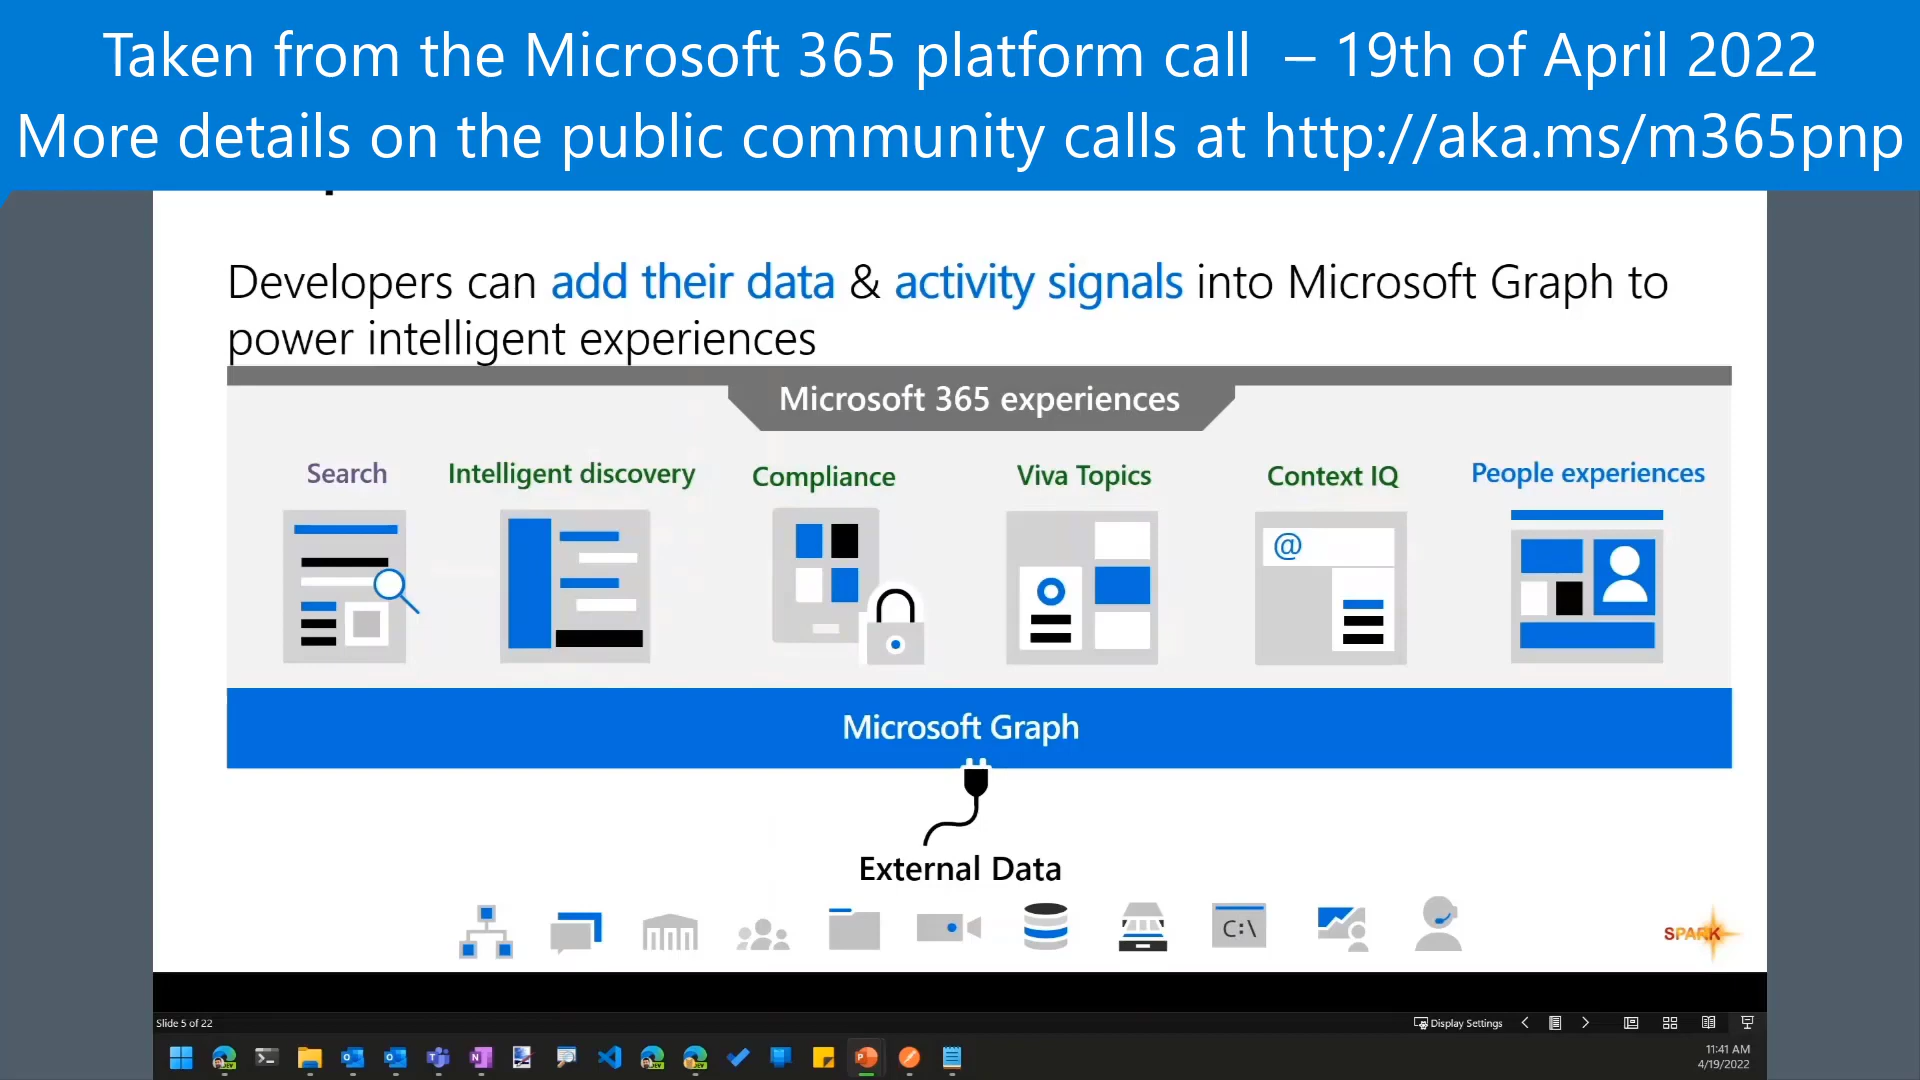 Taken from the Microsoft 365 platform call – 19th of April 2022
More details on the public community calls at http://aka.ms/m365pnp
Developers can add their data & activity signals into Microsoft Graph to
power intelligent experiences
Microsoft 365 experiences
Search
Intelligent discovery
Compliance
Viva Topics
Context IQ
People experiences
@
Microsoft Graph
External Data
C:\
SPARK
Slide 5 of 22
Display Settings
11:41 AM
4/19/2022